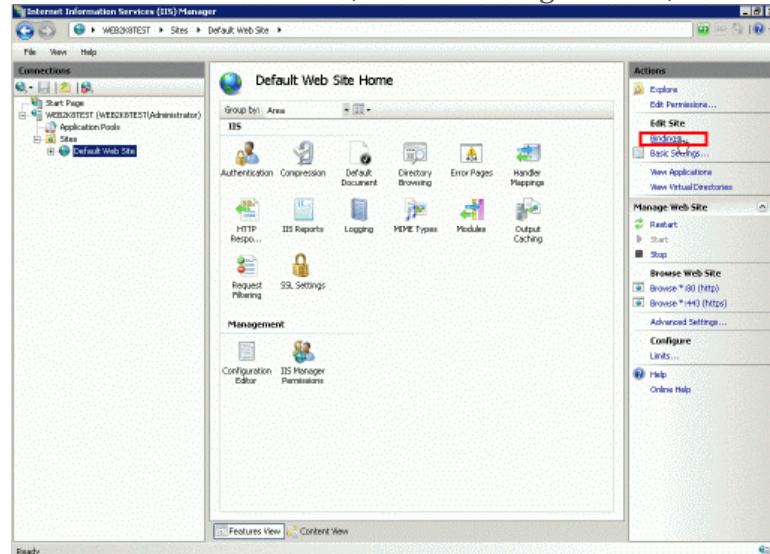 Internet Information Services (IIS) Manager
WEB2K8TEST Sites Default Web Site
File View Help
Connections
Start Page
WEB2K8TEST (WEB2K8TEST\Administrator)
Application Pools
Sites
Default Web Site
Default Web Site Home
Group by: Area
IIS
Authentication Compression Default Document Directory Browsing Error Pages Handler Mappings
HTTP Respo... IIS Reports Logging MIME Types Modules Output Caching
Request Filtering SSL Settings
Management
Configuration Editor IIS Manager Permissions
Features View Content View
Actions
Explore
Edit Permissions...
Edit Site
Bindings...
Basic Settings...
View Applications
View Virtual Directories
Manage Web Site
Restart
Start
Stop
Browse Web Site
Browse *:80 (http)
Browse *:443 (https)
Advanced Settings...
Configure
Limits...
Help
Online Help
Ready